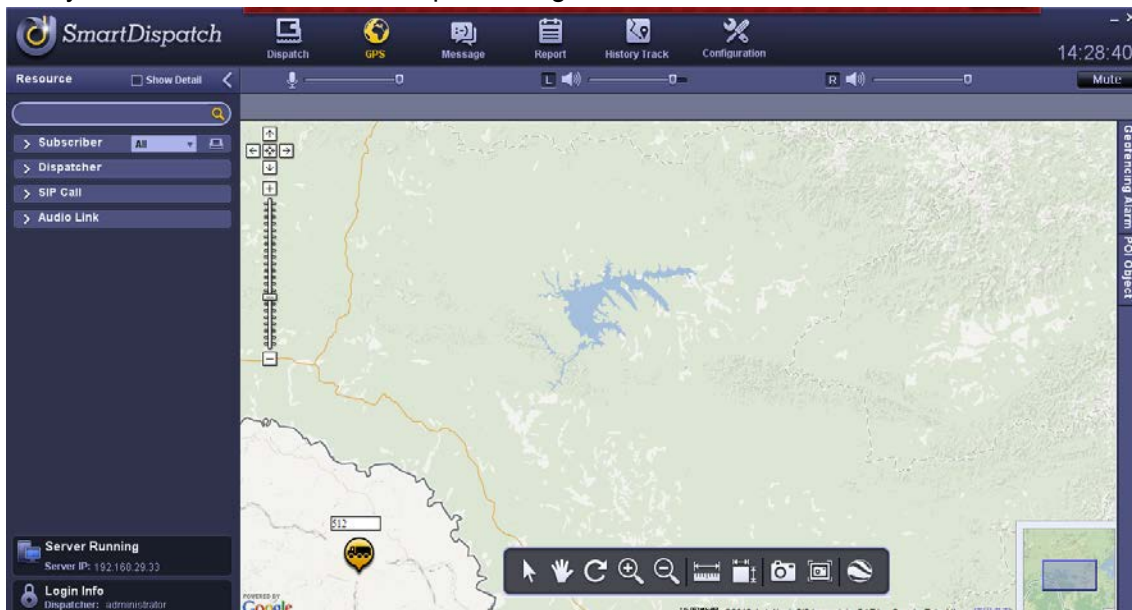 SmartDispatch
Dispatch
GPS
Message
Report
History Track
Configuration
14:28:40
Resource
Show Detail
L
R
Mute
Subscriber
All
Dispatcher
SIP Call
Audio Link
Geofencing Alarm
POI Object
512
Server Running
Server IP: 192.160.29.33
Login Info
Dispatcher: administrator
POWERED BY
Google